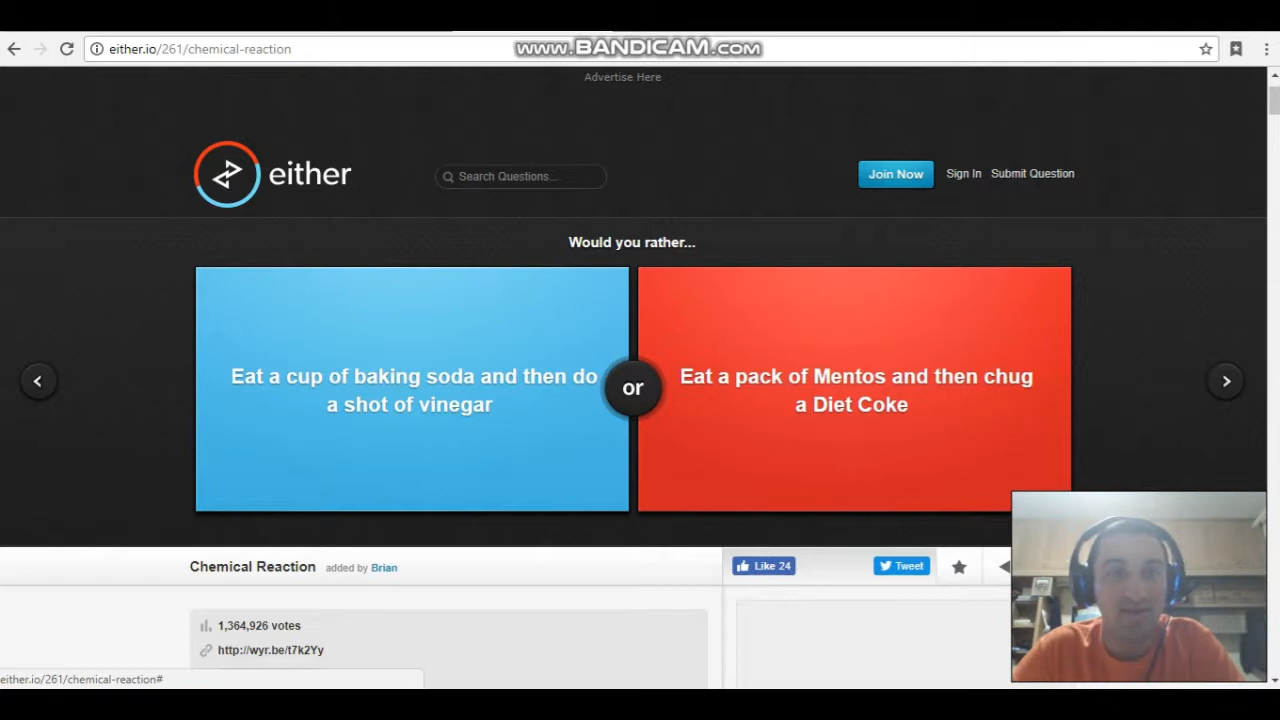 either.io/261/chemical-reaction
www.BANDICAM.com
Advertise Here
either
Search Questions...
Join Now
Sign In
Submit Question
Would you rather...
Eat a cup of baking soda and then do
a shot of vinegar
or
Eat a pack of Mentos and then chug
a Diet Coke
Chemical Reaction added by Brian
Like 24
Tweet
1,364,926 votes
http://wyr.be/t7k2Yy
either.io/261/chemical-reaction#